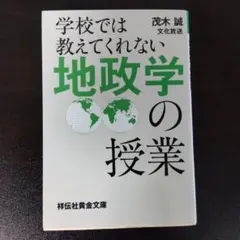 学校では
教えてくれない
地政学
の
授業
茂木 誠
文化放送
祥伝社黄金文庫